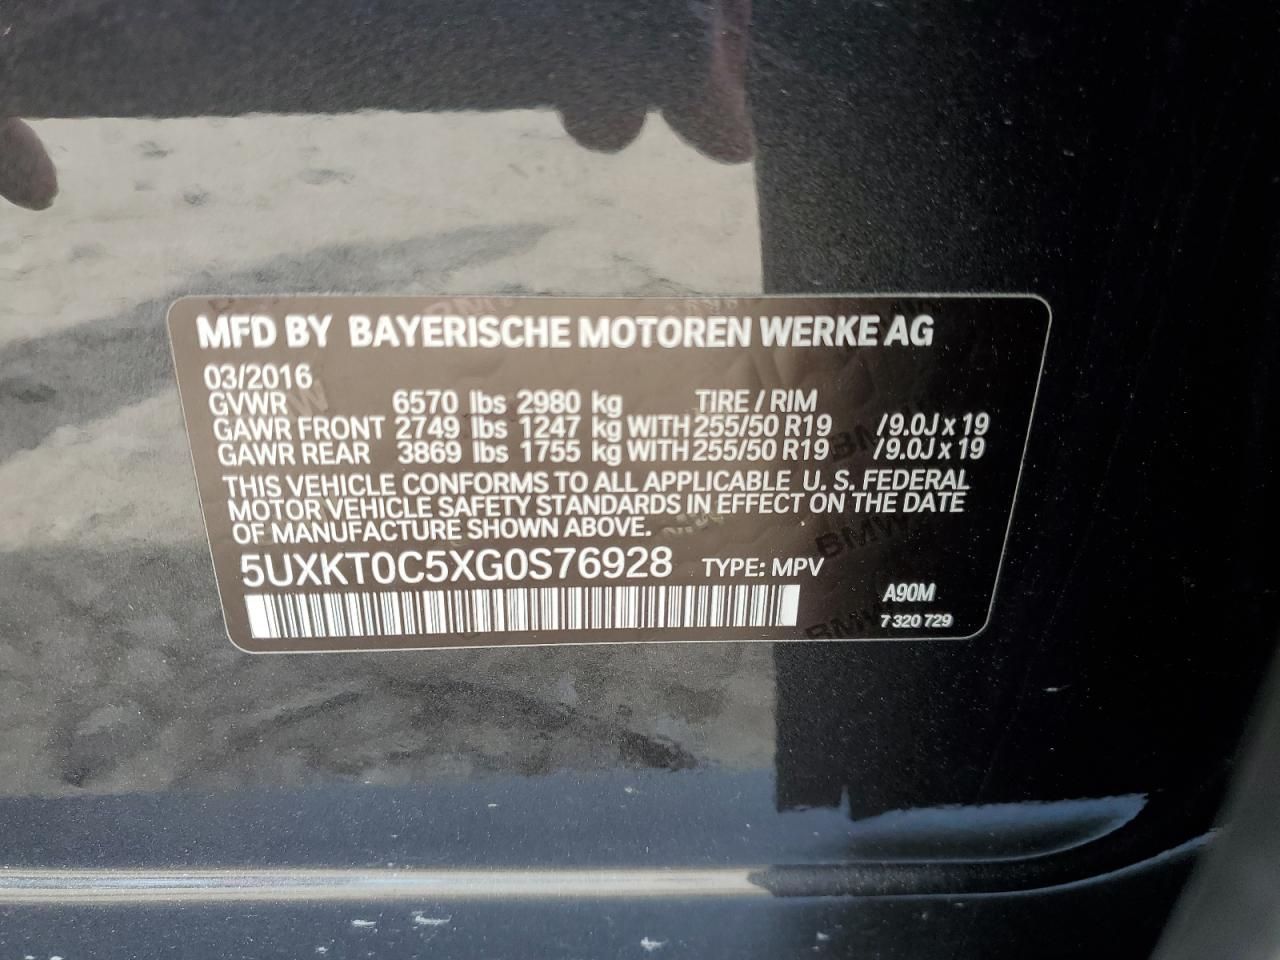 MFD BY BAYERISCHE MOTOREN WERKE AG
03/2016
GVWR 6570 lbs 2980 kg TIRE / RIM
GAWR FRONT 2749 lbs 1247 kg WITH 255/50 R19 /9.0J x 19
GAWR REAR 3869 lbs 1755 kg WITH 255/50 R19 /9.0J x 19
THIS VEHICLE CONFORMS TO ALL APPLICABLE U. S. FEDERAL
MOTOR VEHICLE SAFETY STANDARDS IN EFFECT ON THE DATE
OF MANUFACTURE SHOWN ABOVE.
5UXKT0C5XG0S76928 TYPE: MPV
A90M
7 320 729